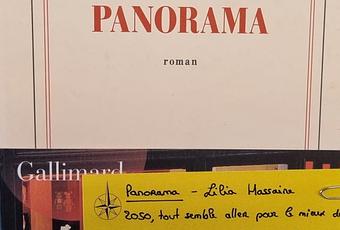 PANORAMA
roman
Gallimard
Panorama - Lilia Hassaine
2050, tout semble aller pour le mieux d